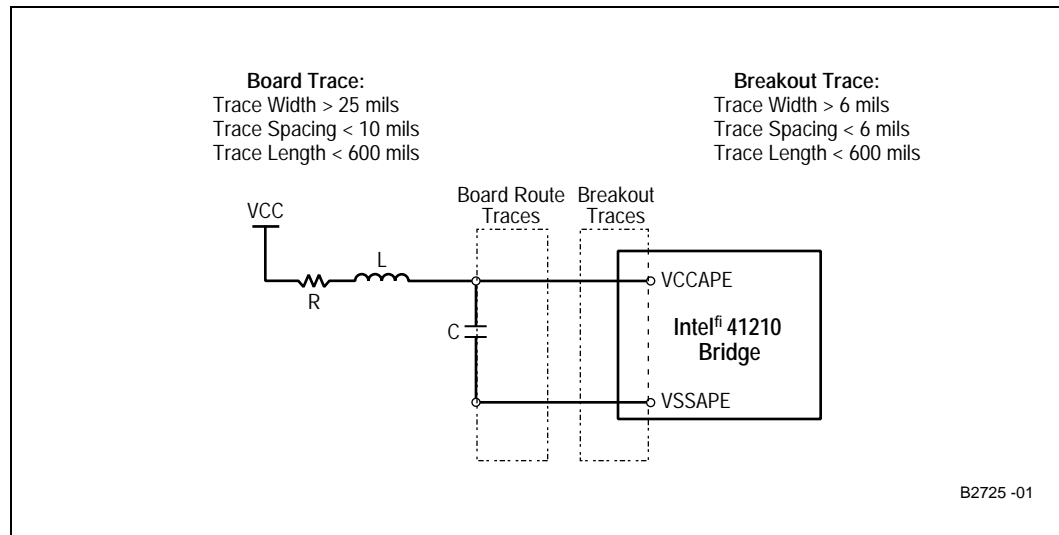 Board Trace:
Trace Width > 25 mils
Trace Spacing < 10 mils
Trace Length < 600 mils
Breakout Trace:
Trace Width > 6 mils
Trace Spacing < 6 mils
Trace Length < 600 mils
Board Route
Traces
Breakout
Traces
VCC
L
R
C
VCCAPE
Intelfi 41210
Bridge
VSSAPE
B2725 -01